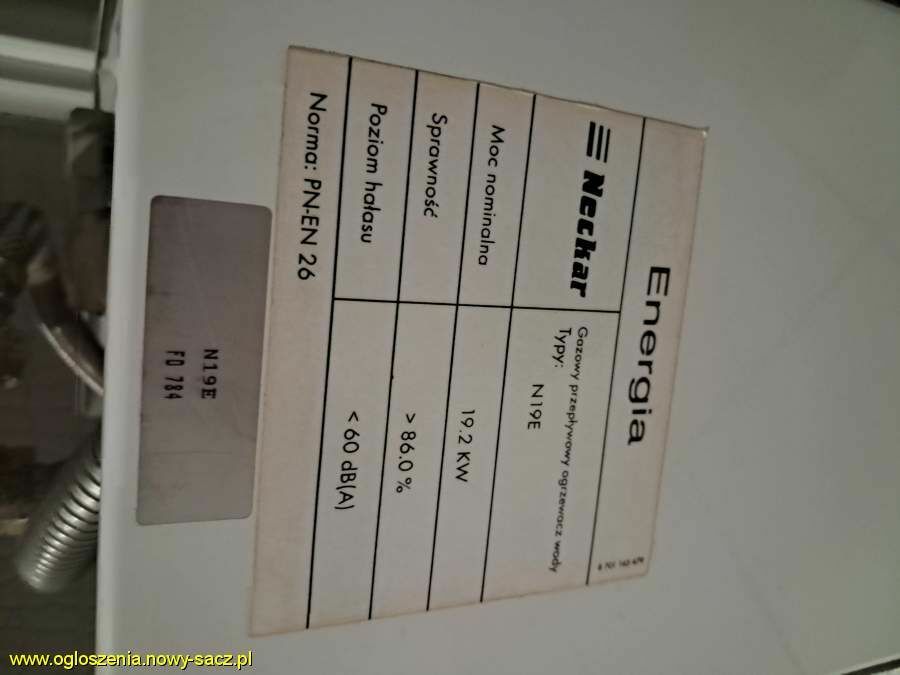 Energia
Neckar
Gazowy przepływowy ogrzewacz wody
Typy: N19E
Moc nominalna 19.2 KW
Sprawność > 86.0 %
Poziom hałasu < 60 dB(A)
Norma: PN-EN 26
N19E
FD 784
www.ogloszenia.nowy-sacz.pl